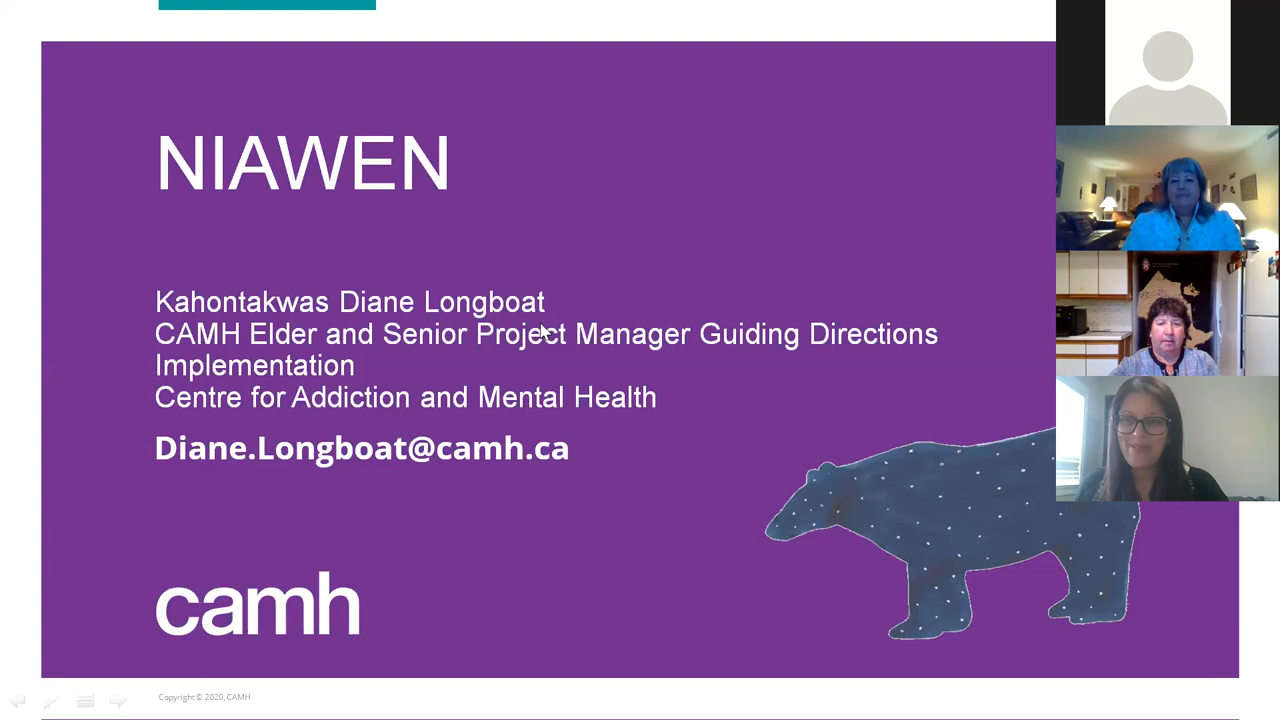 NIAWEN
Kahontakwas Diane Longboat
CAMH Elder and Senior Project Manager Guiding Directions
Implementation
Centre for Addiction and Mental Health
Diane.Longboat@camh.ca
camh
Copyright © 2020, CAMH